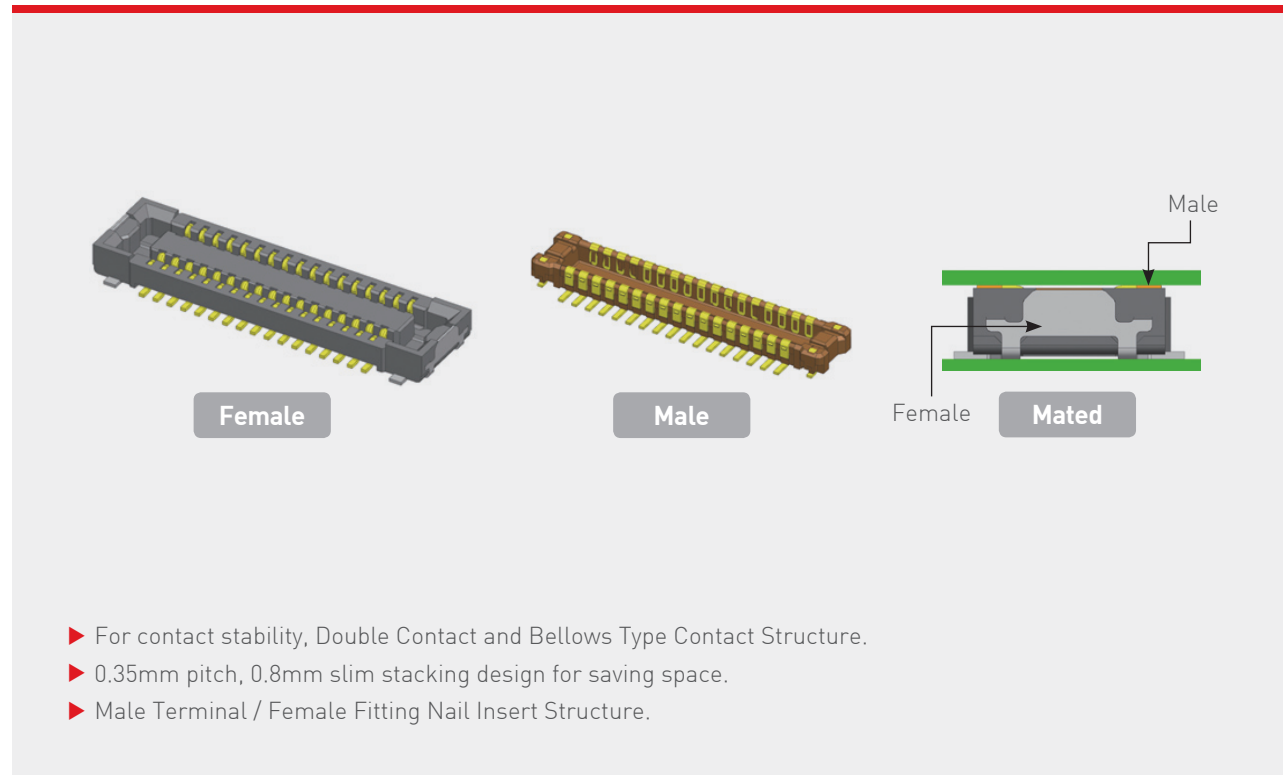 Male
Female
Female
Male
Mated
▶ For contact stability, Double Contact and Bellows Type Contact Structure.
▶ 0.35mm pitch, 0.8mm slim stacking design for saving space.
▶ Male Terminal / Female Fitting Nail Insert Structure.